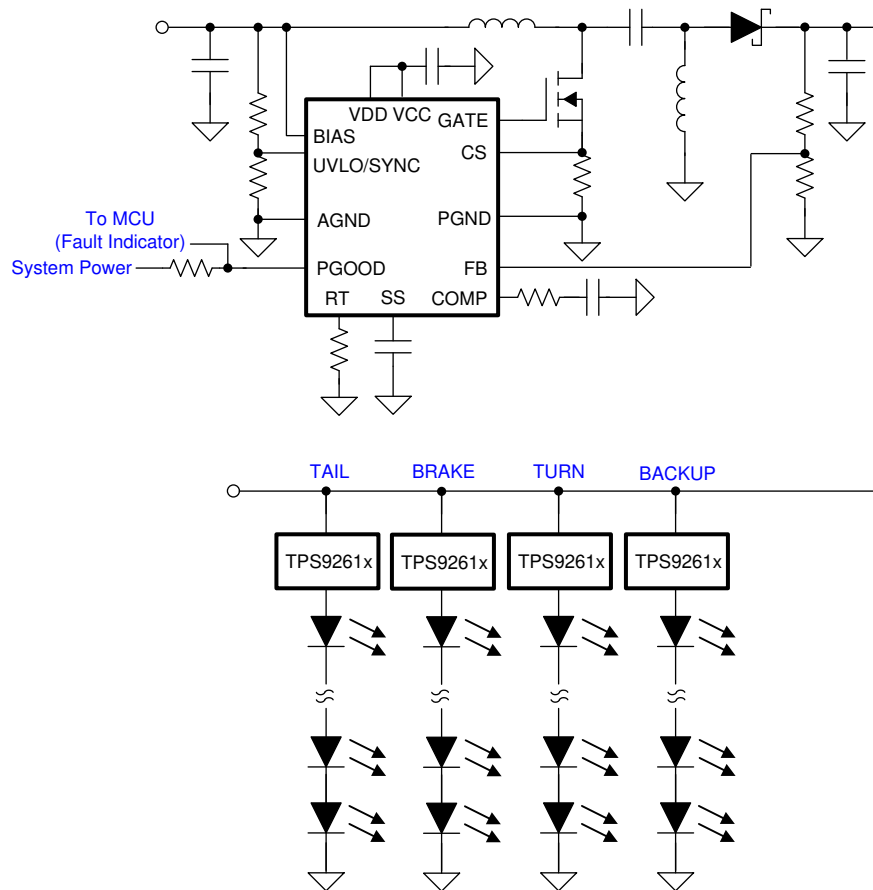 VDD VCC
GATE
BIAS
CS
UVLO/SYNC
To MCU
(Fault Indicator)
AGND
PGND
System Power
PGOOD
FB
RT
SS
COMP
TAIL
BRAKE
TURN
BACKUP
TPS9261x
TPS9261x
TPS9261x
TPS9261x